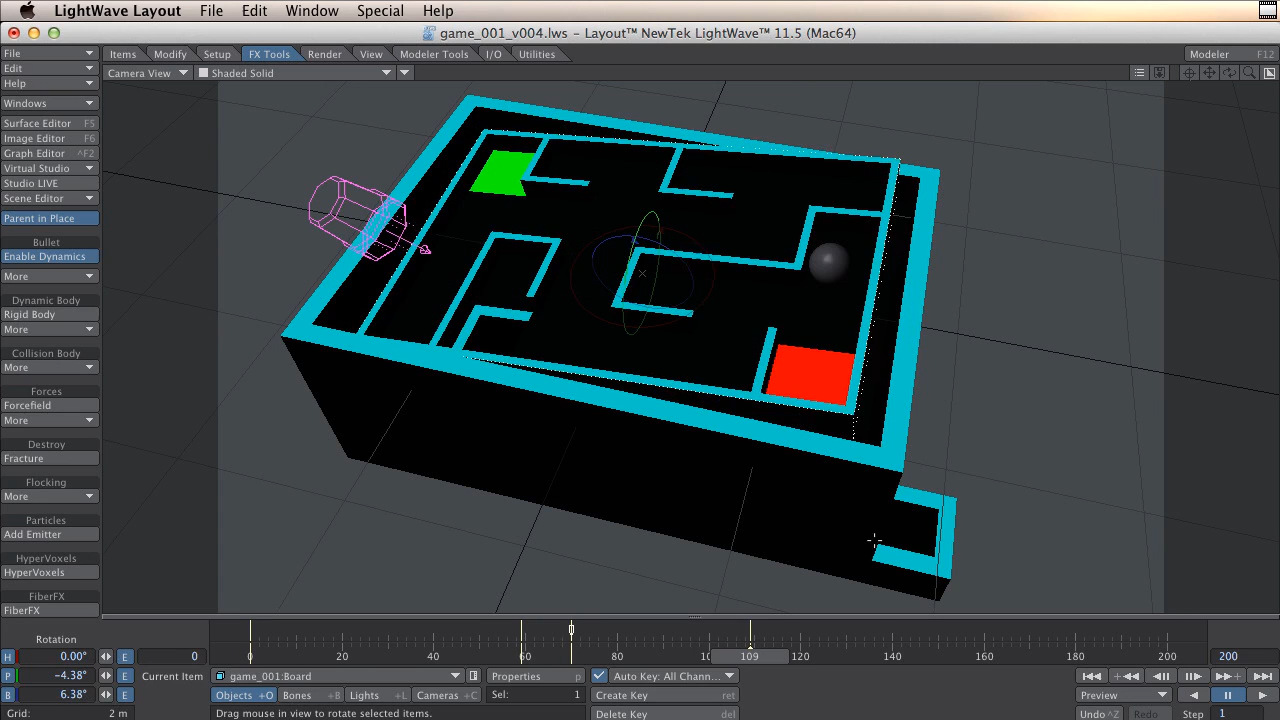 LightWave Layout File Edit Window Special Help
game_001_v004.lws - Layout™ NewTek LightWave™ 11.5 (Mac64)
File Items Modify Setup FX Tools Render View Modeler Tools I/O Utilities Modeler F12
Edit Camera View Shaded Solid
Help
Windows
Surface Editor F5
Image Editor F6
Graph Editor ^F2
Virtual Studio
Studio LIVE
Scene Editor
Parent in Place
Bullet
Enable Dynamics
More
Dynamic Body
Rigid Body
More
Collision Body
More
Forces
Forcefield
More
Destroy
Fracture
Flocking
More
Particles
Add Emitter
HyperVoxels
HyperVoxels
FiberFX
FiberFX
Rotation
H 0.00° E 0 0 20 40 60 80 109 120 140 160 180 200 200
P -4.38° E Current Item game_001:Board Properties p Auto Key: All Chann...
B 6.38° E Objects +O Bones +B Lights +L Cameras +C Sel: 1 Create Key ret Preview
Grid: 2 m Drag mouse in view to rotate selected items. Delete Key del Undo ^Z Redo Step 1